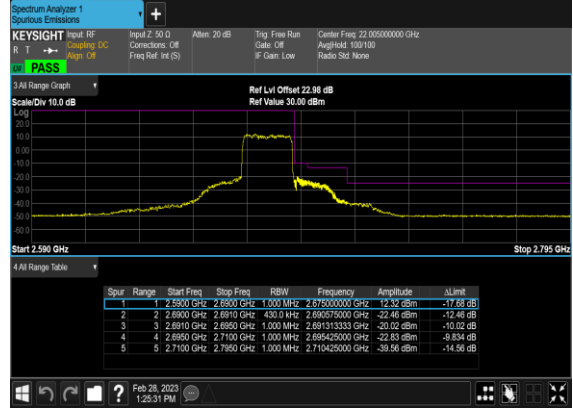 Spectrum Analyzer 1
Spurious Emissions
+
KEYSIGHT Input: RF Input Z: 50 Ω Atten: 20 dB Trig: Free Run Center Freq: 22.005000000 GHz
R T Coupling: DC Corrections: Off Gate: Off Avg|Hold: 100/100
Align: Off Freq Ref: Int (S) IF Gain: Low Radio Std: None
PASS
3 All Range Graph
Ref Lvl Offset 22.98 dB
Scale/Div 10.0 dB Ref Value 30.00 dBm
Log
20.0
10.0
0.00
-10.0
-20.0
-30.0
-40.0
-50.0
-60.0
Start 2.590 GHz Stop 2.795 GHz
4 All Range Table
Spur Range Start Freq Stop Freq RBW Frequency Amplitude ΔLimit
1 1 2.5900 GHz 2.6900 GHz 1.000 MHz 2.675000000 GHz 12.32 dBm -17.68 dB
2 2 2.6900 GHz 2.6910 GHz 430.0 kHz 2.690575000 GHz -22.46 dBm -12.46 dB
3 3 2.6910 GHz 2.6950 GHz 1.000 MHz 2.691313333 GHz -20.02 dBm -10.02 dB
4 4 2.6950 GHz 2.7100 GHz 1.000 MHz 2.695425000 GHz -22.83 dBm -9.834 dB
5 5 2.7100 GHz 2.7950 GHz 1.000 MHz 2.710425000 GHz -39.56 dBm -14.56 dB
? Feb 28, 2023
1:25:31 PM